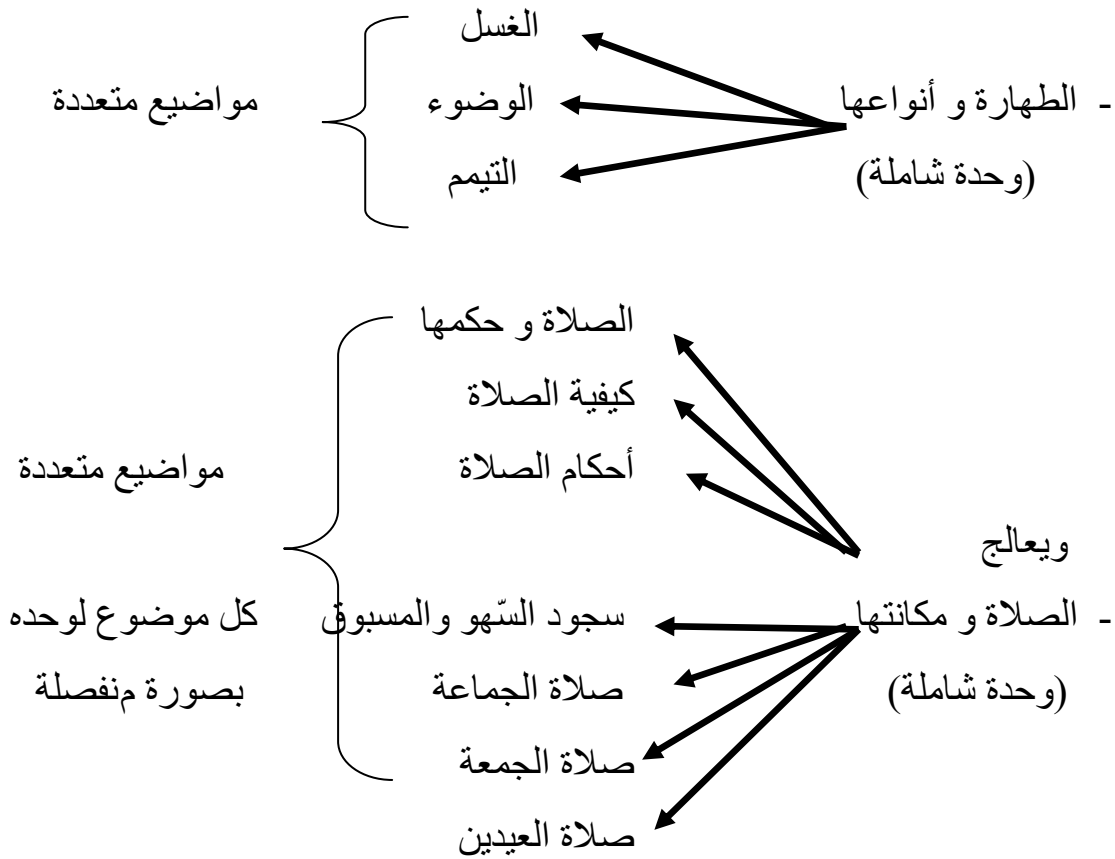 الغسل
- الطهارة و أنواعها الوضوء مواضيع متعددة
(وحدة شاملة) التيمم
الصلاة و حكمها
كيفية الصلاة
أحكام الصلاة مواضيع متعددة
ويعالج
- الصلاة و مكانتها سجود السّهو والمسبوق كل موضوع لوحده
(وحدة شاملة) صلاة الجماعة بصورة منفصلة
صلاة الجمعة
صلاة العيدين